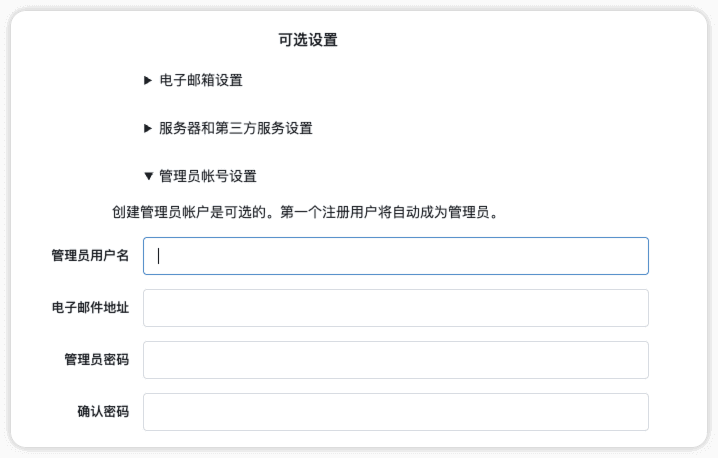 可选设置
▶ 电子邮箱设置
▶ 服务器和第三方服务设置
▼ 管理员帐号设置
创建管理员帐户是可选的。第一个注册用户将自动成为管理员。
管理员用户名
电子邮件地址
管理员密码
确认密码